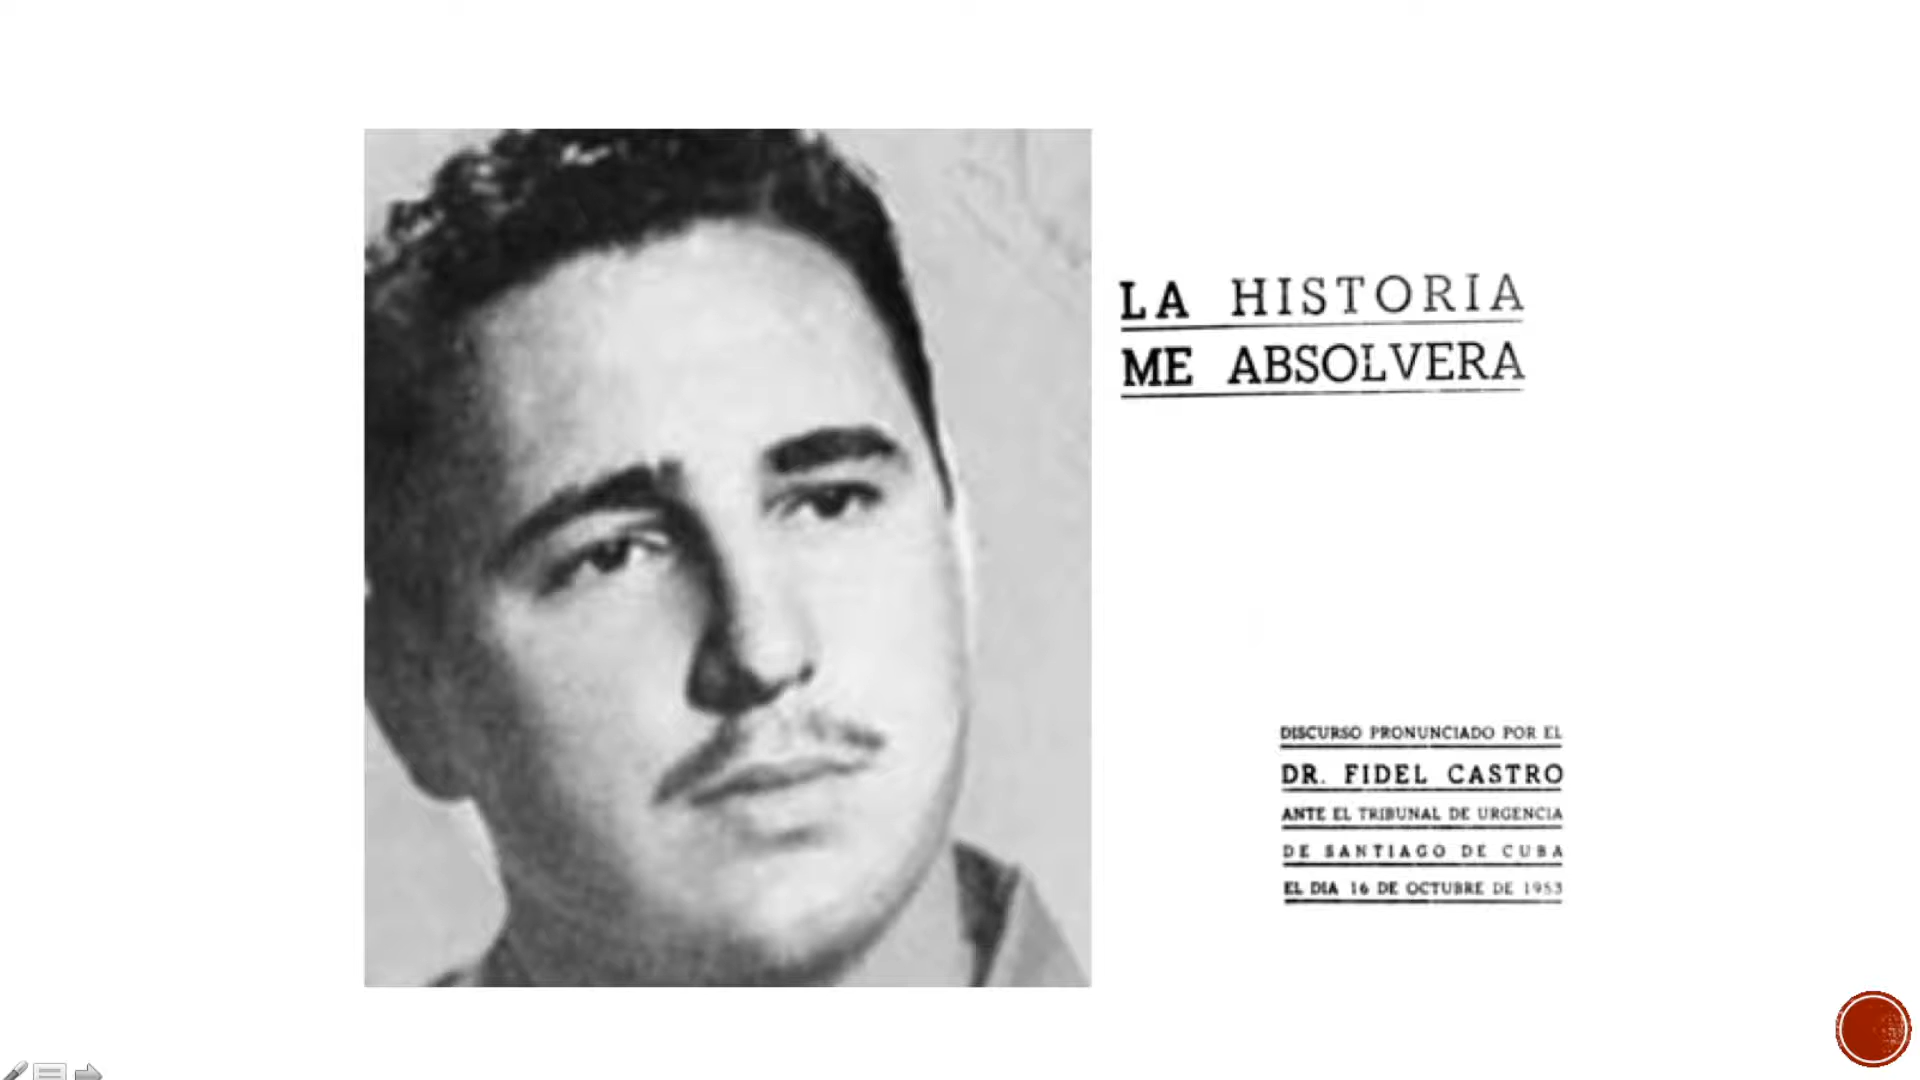 LA HISTORIA
ME ABSOLVERA
DISCURSO PRONUNCIADO POR EL
DR. FIDEL CASTRO
ANTE EL TRIBUNAL DE URGENCIA
DE SANTIAGO DE CUBA
EL DIA 16 DE OCTUBRE DE 1953